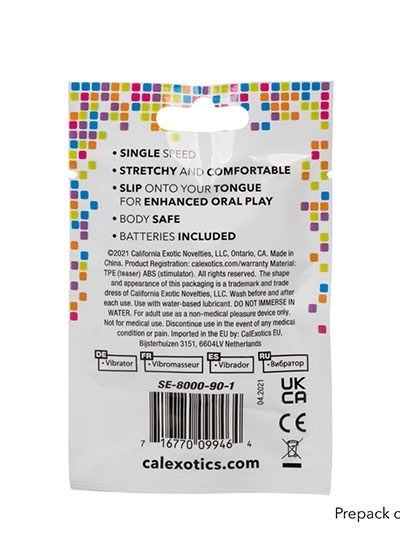 • SINGLE SPEED
• STRETCHY AND COMFORTABLE
• SLIP ONTO YOUR TONGUE
FOR ENHANCED ORAL PLAY
• BODY SAFE
• BATTERIES INCLUDED
©2021 California Exotic Novelties, LLC, Ontario, CA. Made in
China. Product Registration: calexotics.com/warranty Material:
TPE (teaser) ABS (stimulator). All rights reserved. The shape
and appearance of this packaging is a trademark and trade
dress of California Exotic Novelties, LLC. Wash before and after
each use. Use with water-based lubricant. DO NOT IMMERSE IN
WATER. For adult use as a non-medical pleasure device only.
Not for medical use. Discontinue use in the event of any medical
condition or pain. Imported in the EU by: CalExotics EU,
Bijsterhuizen 3151, 6604LV Netherlands
DE • Vibrator FR • Vibromasseur ES • Vibrador RU • Вибратор
SE-8000-90-1
04.2021
UK
CA
CE
7 16770 09946 4
calexotics.com
Prepack c